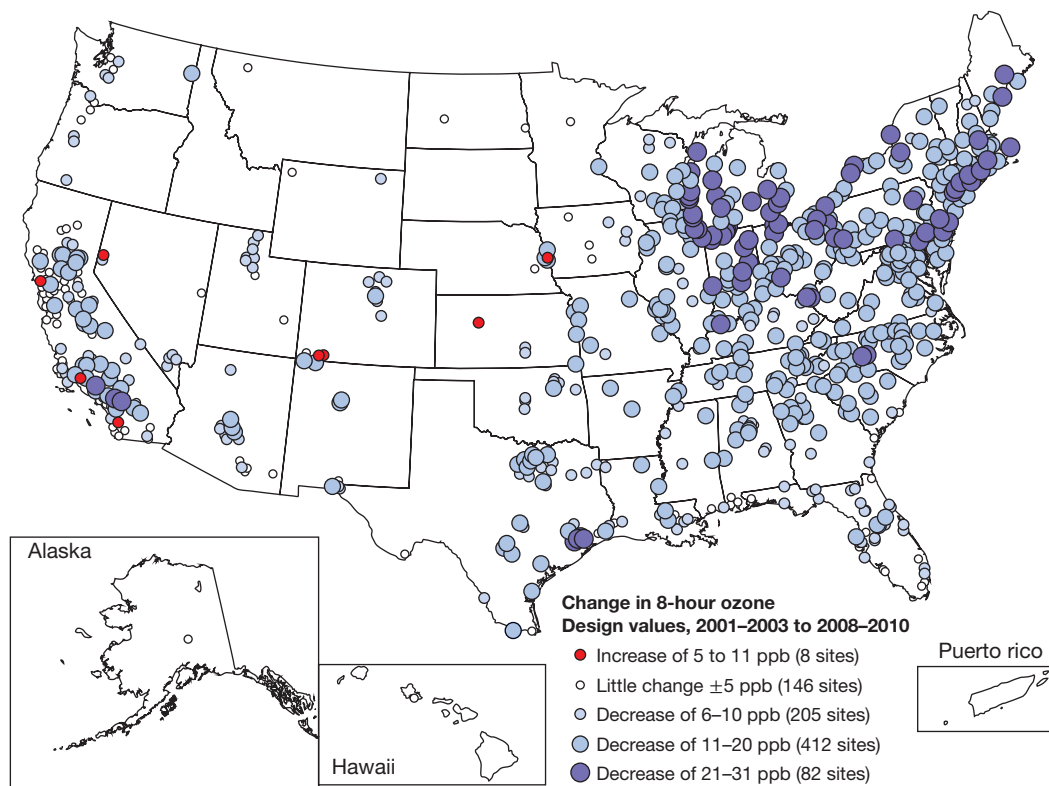 Alaska
Hawaii
Change in 8-hour ozone
Design values, 2001–2003 to 2008–2010
Increase of 5 to 11 ppb (8 sites)
Little change ±5 ppb (146 sites)
Decrease of 6–10 ppb (205 sites)
Decrease of 11–20 ppb (412 sites)
Decrease of 21–31 ppb (82 sites)
Puerto rico